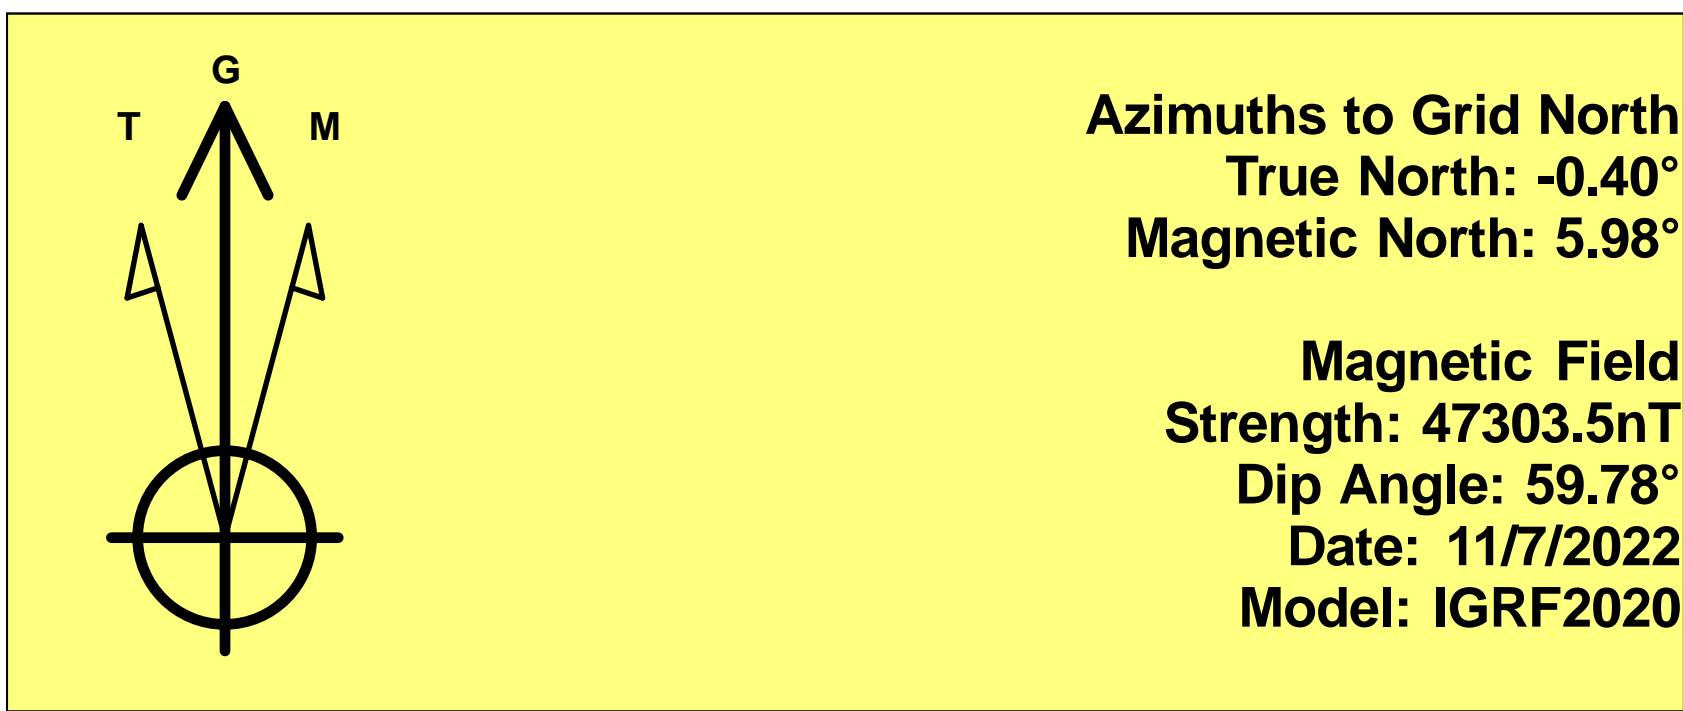 G
T
M
Azimuths to Grid North
True North: -0.40°
Magnetic North: 5.98°
Magnetic Field
Strength: 47303.5nT
Dip Angle: 59.78°
Date: 11/7/2022
Model: IGRF2020